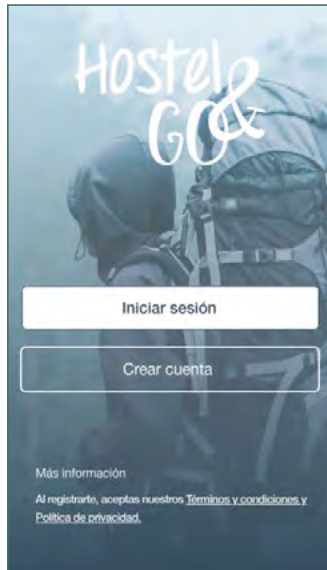 Hostel&
GO
Iniciar sesión
Crear cuenta
Más información
Al registrarte, aceptas nuestros Términos y condiciones y
Política de privacidad.